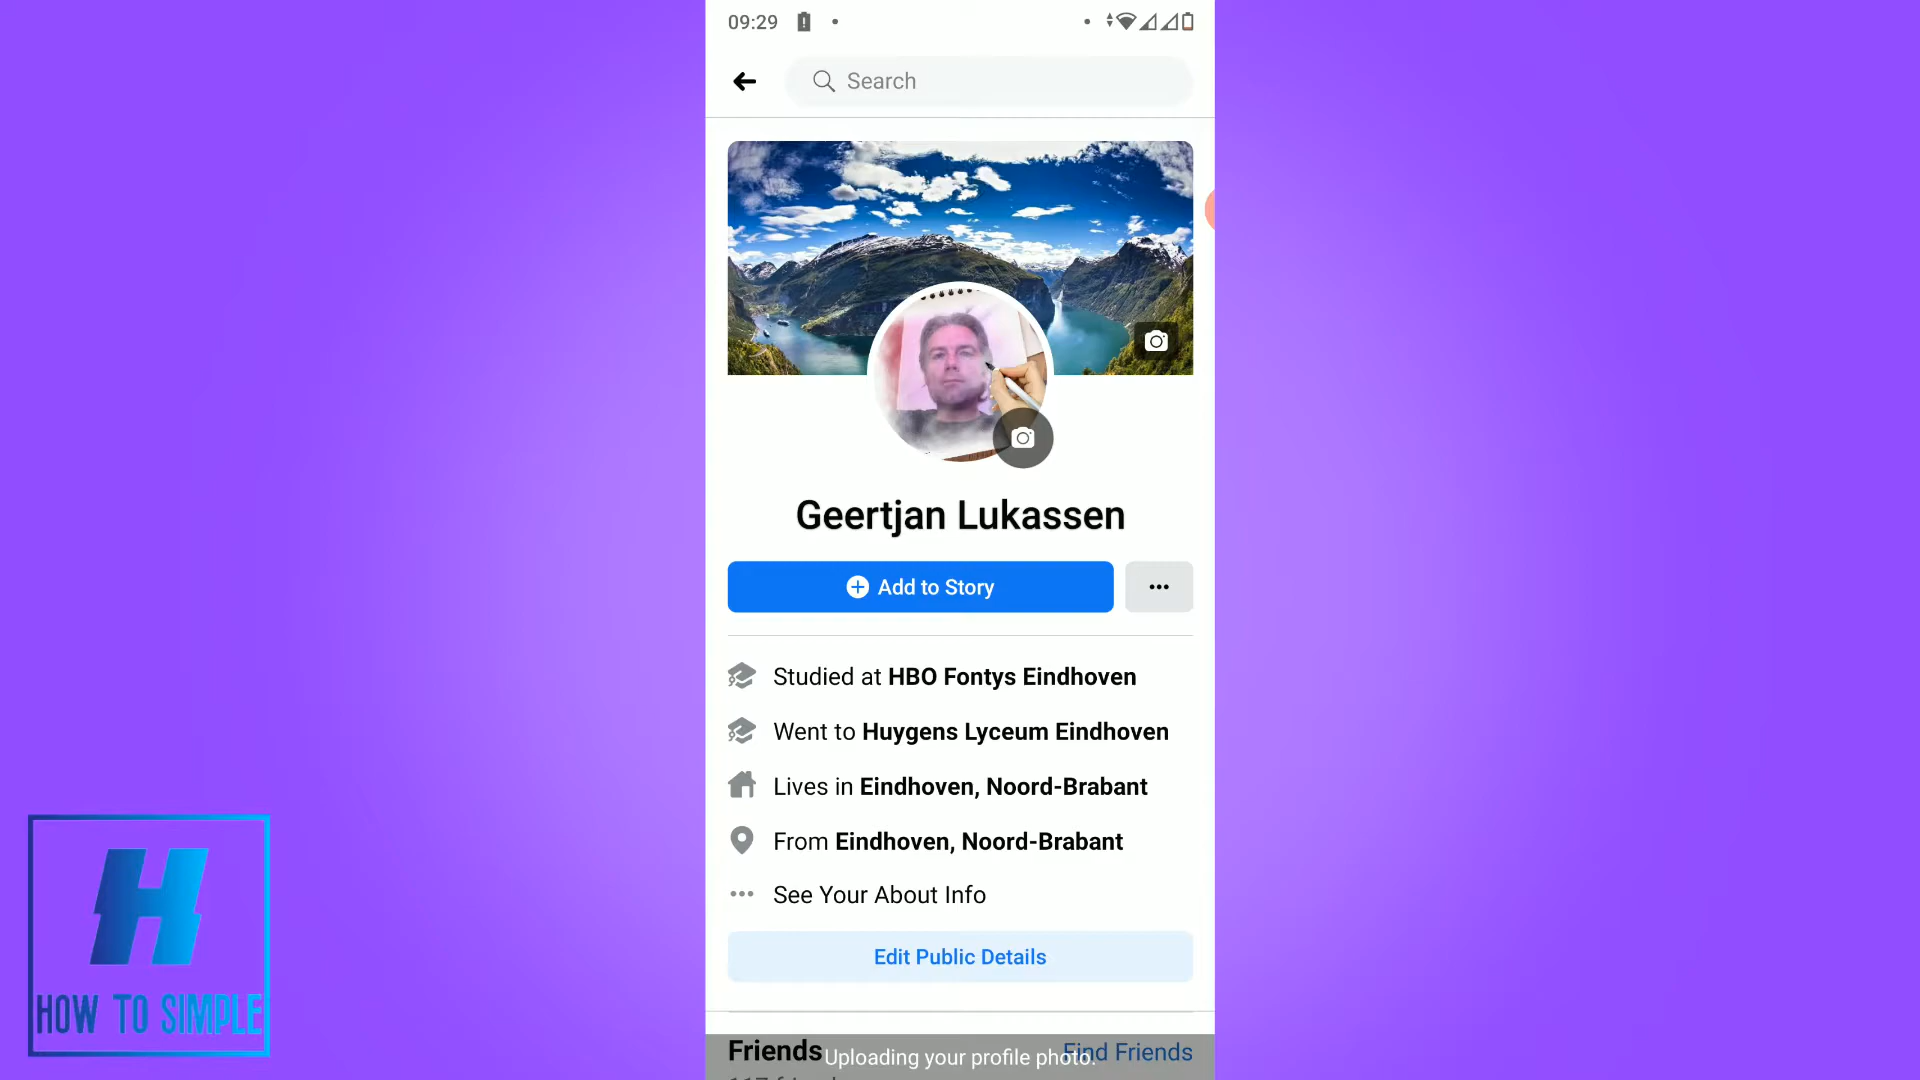 09:29
Search
Geertjan Lukassen
Add to Story
Studied at HBO Fontys Eindhoven
Went to Huygens Lyceum Eindhoven
Lives in Eindhoven, Noord-Brabant
From Eindhoven, Noord-Brabant
See Your About Info
Edit Public Details
Friends
Find Friends
Uploading your profile photo.
H
HOW TO SIMPLE